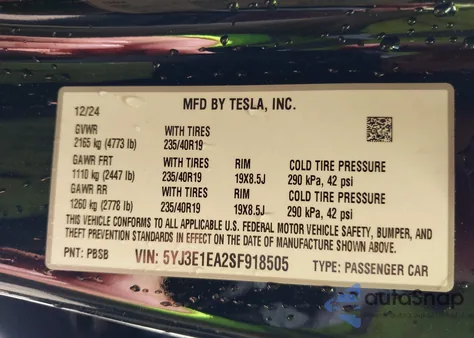 MFD BY TESLA, INC.
12/24
GVWR WITH TIRES
2165 kg (4773 lb) 235/40R19
GAWR FRT WITH TIRES RIM COLD TIRE PRESSURE
1110 kg (2447 lb) 235/40R19 19X8.5J 290 kPa, 42 psi
GAWR RR WITH TIRES RIM COLD TIRE PRESSURE
1260 kg (2778 lb) 235/40R19 19X8.5J 290 kPa, 42 psi
THIS VEHICLE CONFORMS TO ALL APPLICABLE U.S. FEDERAL MOTOR VEHICLE SAFETY, BUMPER, AND
THEFT PREVENTION STANDARDS IN EFFECT ON THE DATE OF MANUFACTURE SHOWN ABOVE.
PNT: PBSB VIN: 5YJ3E1EA2SF918505 TYPE: PASSENGER CAR
autoSnap